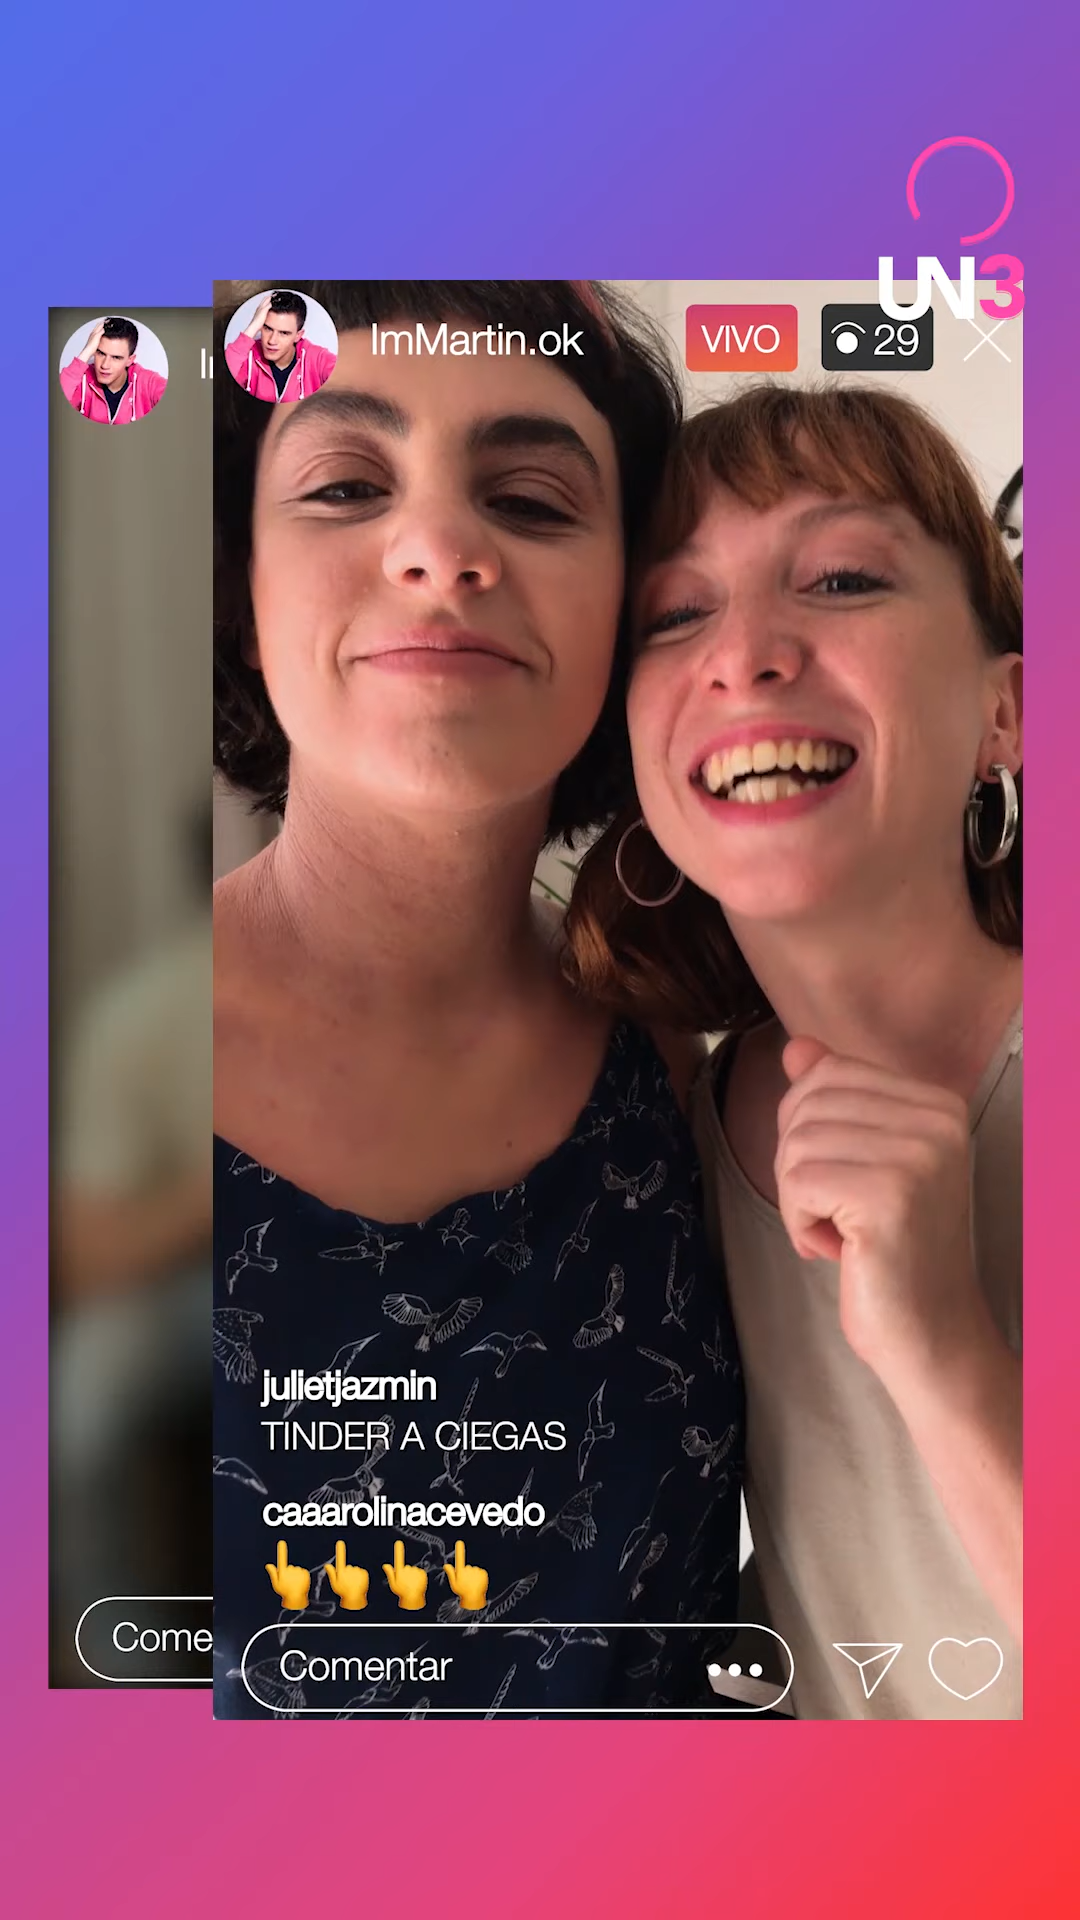 UN3
ImMartin.ok
VIVO
29
julietjazmin
TINDER A CIEGAS
caaarolinacevedo
👆👆👆👆
Comentar
Come